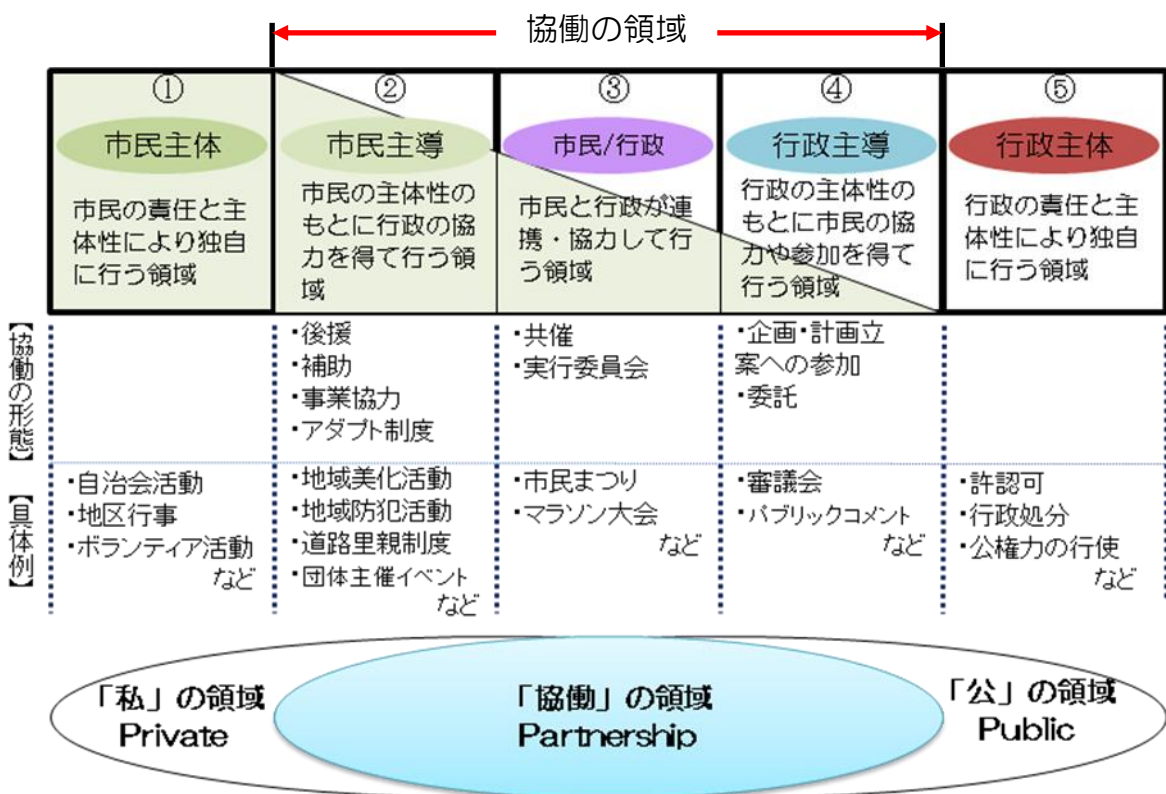 協働の領域
①
市民主体
市民の責任と主
体性により独自
に行う領域
②
市民主導
市民の主体性の
もとに行政の協
力を得て行う領
域
③
市民/行政
市民と行政が連
携・協力して行
う領域
④
行政主導
行政の主体性の
もとに市民の協
力や参加を得て
行う領域
⑤
行政主体
行政の責任と主
体性により独自
に行う領域
【協働の形態】
・後援
・補助
・事業協力
・アダプト制度
・共催
・実行委員会
・企画・計画立
案への参加
・委託
【具体例】
・自治会活動
・地区行事
・ボランティア活動
など
・地域美化活動
・地域防犯活動
・道路里親制度
・団体主催イベント
など
・市民まつり
・マラソン大会
など
・審議会
・パブリックコメント
など
・許認可
・行政処分
・公権力の行使
など
「私」の領域
Private
「協働」の領域
Partnership
「公」の領域
Public